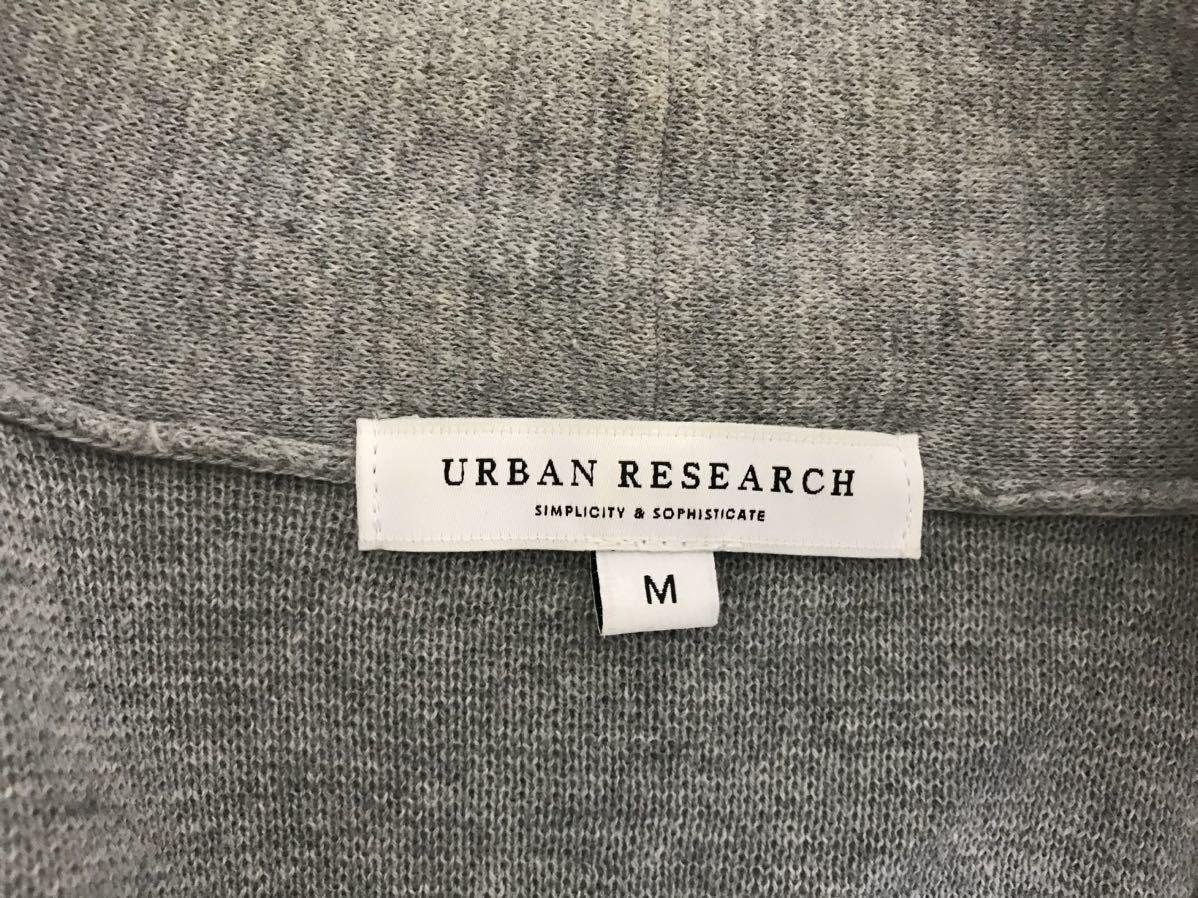 URBAN RESEARCH
SIMPLICITY & SOPHISTICATE
M